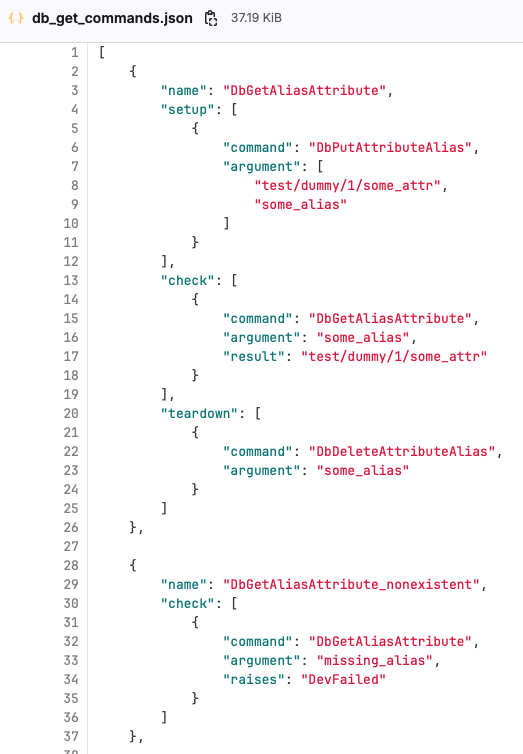 {..} db_get_commands.json 37.19 KiB
1 [
2     {
3         "name": "DbGetAliasAttribute",
4         "setup": [
5             {
6                 "command": "DbPutAttributeAlias",
7                 "argument": [
8                     "test/dummy/1/some_attr",
9                     "some_alias"
10                 ]
11             }
12         ],
13         "check": [
14             {
15                 "command": "DbGetAliasAttribute",
16                 "argument": "some_alias",
17                 "result": "test/dummy/1/some_attr"
18             }
19         ],
20         "teardown": [
21             {
22                 "command": "DbDeleteAttributeAlias",
23                 "argument": "some_alias"
24             }
25         ]
26     },
27
28     {
29         "name": "DbGetAliasAttribute_nonexistent",
30         "check": [
31             {
32                 "command": "DbGetAliasAttribute",
33                 "argument": "missing_alias",
34                 "raises": "DevFailed"
35             }
36         ]
37     },